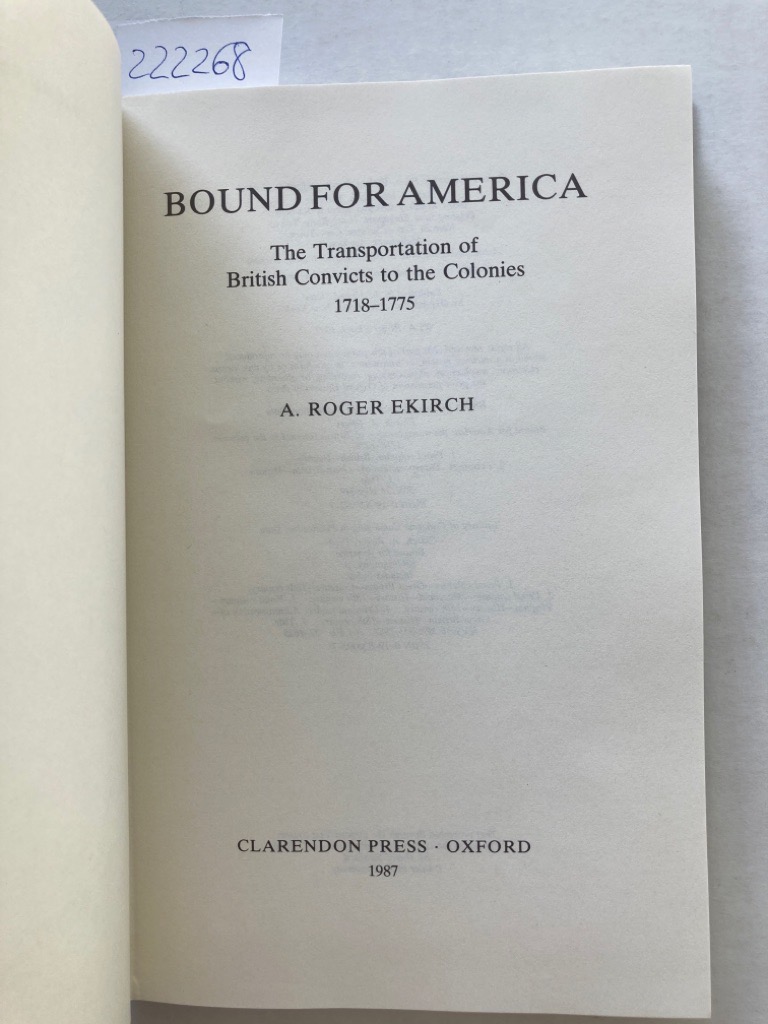 222268
BOUND FOR AMERICA
The Transportation of
British Convicts to the Colonies
1718–1775
A. ROGER EKIRCH
CLARENDON PRESS · OXFORD
1987